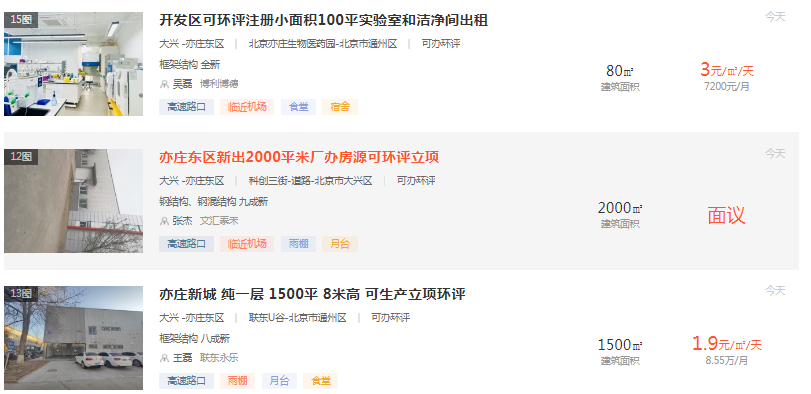 15图
开发区可环评注册小面积100平实验室和洁净间出租
今天
大兴 -亦庄东区 | 北京亦庄生物医药园-北京市通州区 | 可办环评
框架结构 全新
吴磊 博利博德
高速路口 临近机场 食堂 宿舍
80㎡
建筑面积
3元/㎡/天
7200元/月
12图
亦庄东区新出2000平米厂办房源可环评立项
今天
大兴 -亦庄东区 | 科创三街-道路-北京市大兴区 | 可办环评
钢结构、钢混结构 九成新
张杰 文汇泰禾
高速路口 临近机场 雨棚 月台
2000㎡
建筑面积
面议
13图
亦庄新城 纯一层 1500平 8米高 可生产立项环评
今天
大兴 -亦庄东区 | 联东U谷-北京市通州区 | 可办环评
框架结构 八成新
王磊 联东永乐
高速路口 雨棚 月台 食堂
1500㎡
建筑面积
1.9元/㎡/天
8.55万/月